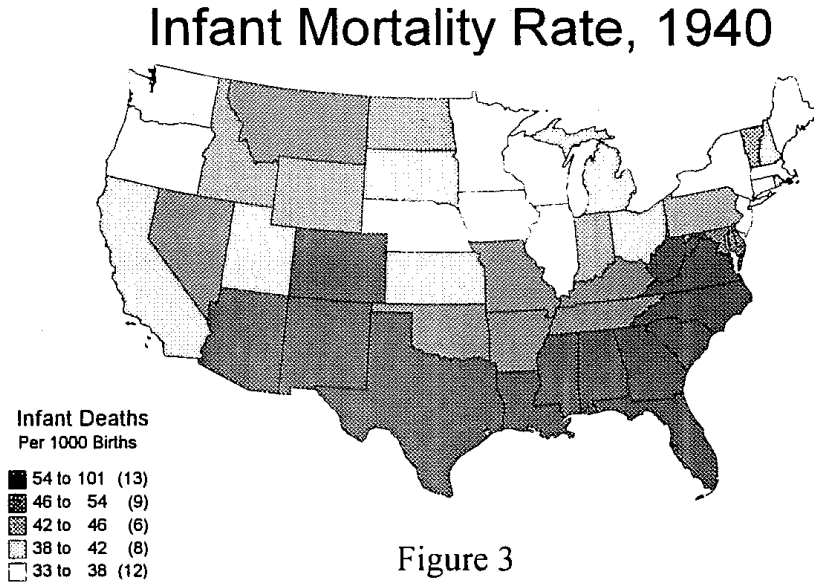 Infant Mortality Rate, 1940
Infant Deaths
Per 1000 Births
54 to 101 (13)
46 to 54 (9)
42 to 46 (6)
38 to 42 (8)
33 to 38 (12)
Figure 3